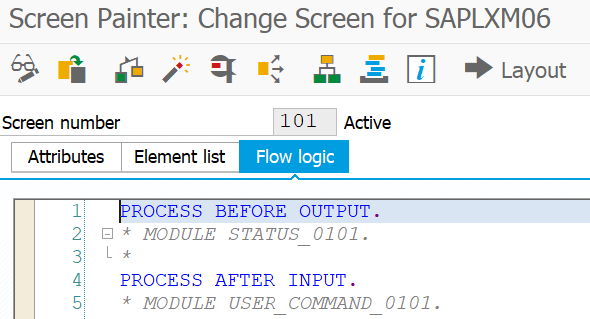 Screen Painter: Change Screen for SAPLXM06
Layout
Screen number 101 Active
Attributes Element list Flow logic
1 PROCESS BEFORE OUTPUT.
2 * MODULE STATUS_0101.
3 *
4 PROCESS AFTER INPUT.
5 * MODULE USER_COMMAND_0101.